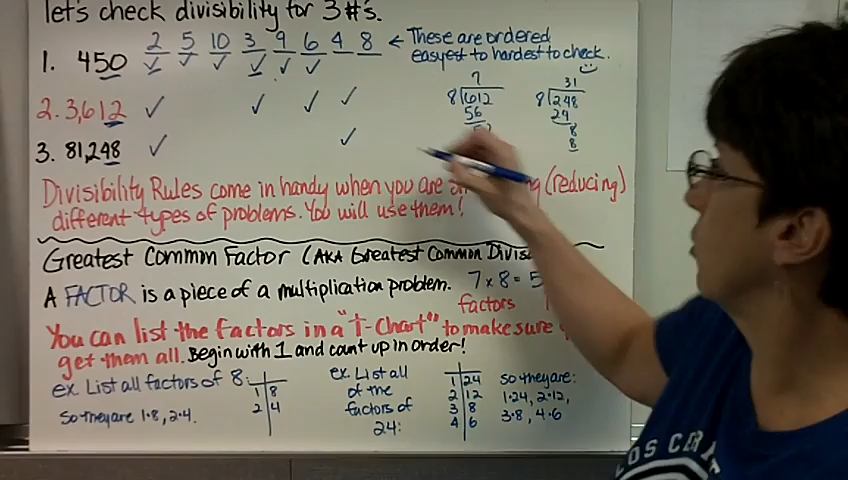 let's check divisibility for 3 #'s.
2 5 10 3 9 6 4 8 ← These are ordered
easiest to hardest to check.
1. 450 ✓ ✓ ✓ ✓ ✓ ✓
2. 3,612 ✓ ✓ ✓ ✓
3. 81,248 ✓ ✓
7
8 612
56
31
8 248
24
8
8
Divisibility Rules come in handy when you are (reducing)
different types of problems. You will use them!
Greatest Common Factor (AKA Greatest Common
A FACTOR is a piece of a multiplication problem. 7 x 8 = 5
factors
You can list the factors in a "T-Chart" to make sure
get them all. Begin with 1 and count up in order!
ex. List all factors of 8:
1 8
2 4
So they are 1·8, 2·4.
ex. List all
of the
factors of
24:
1 24
2 12
3 8
4 6
so they are:
1·24, 2·12,
3·8, 4·6
LOS CER